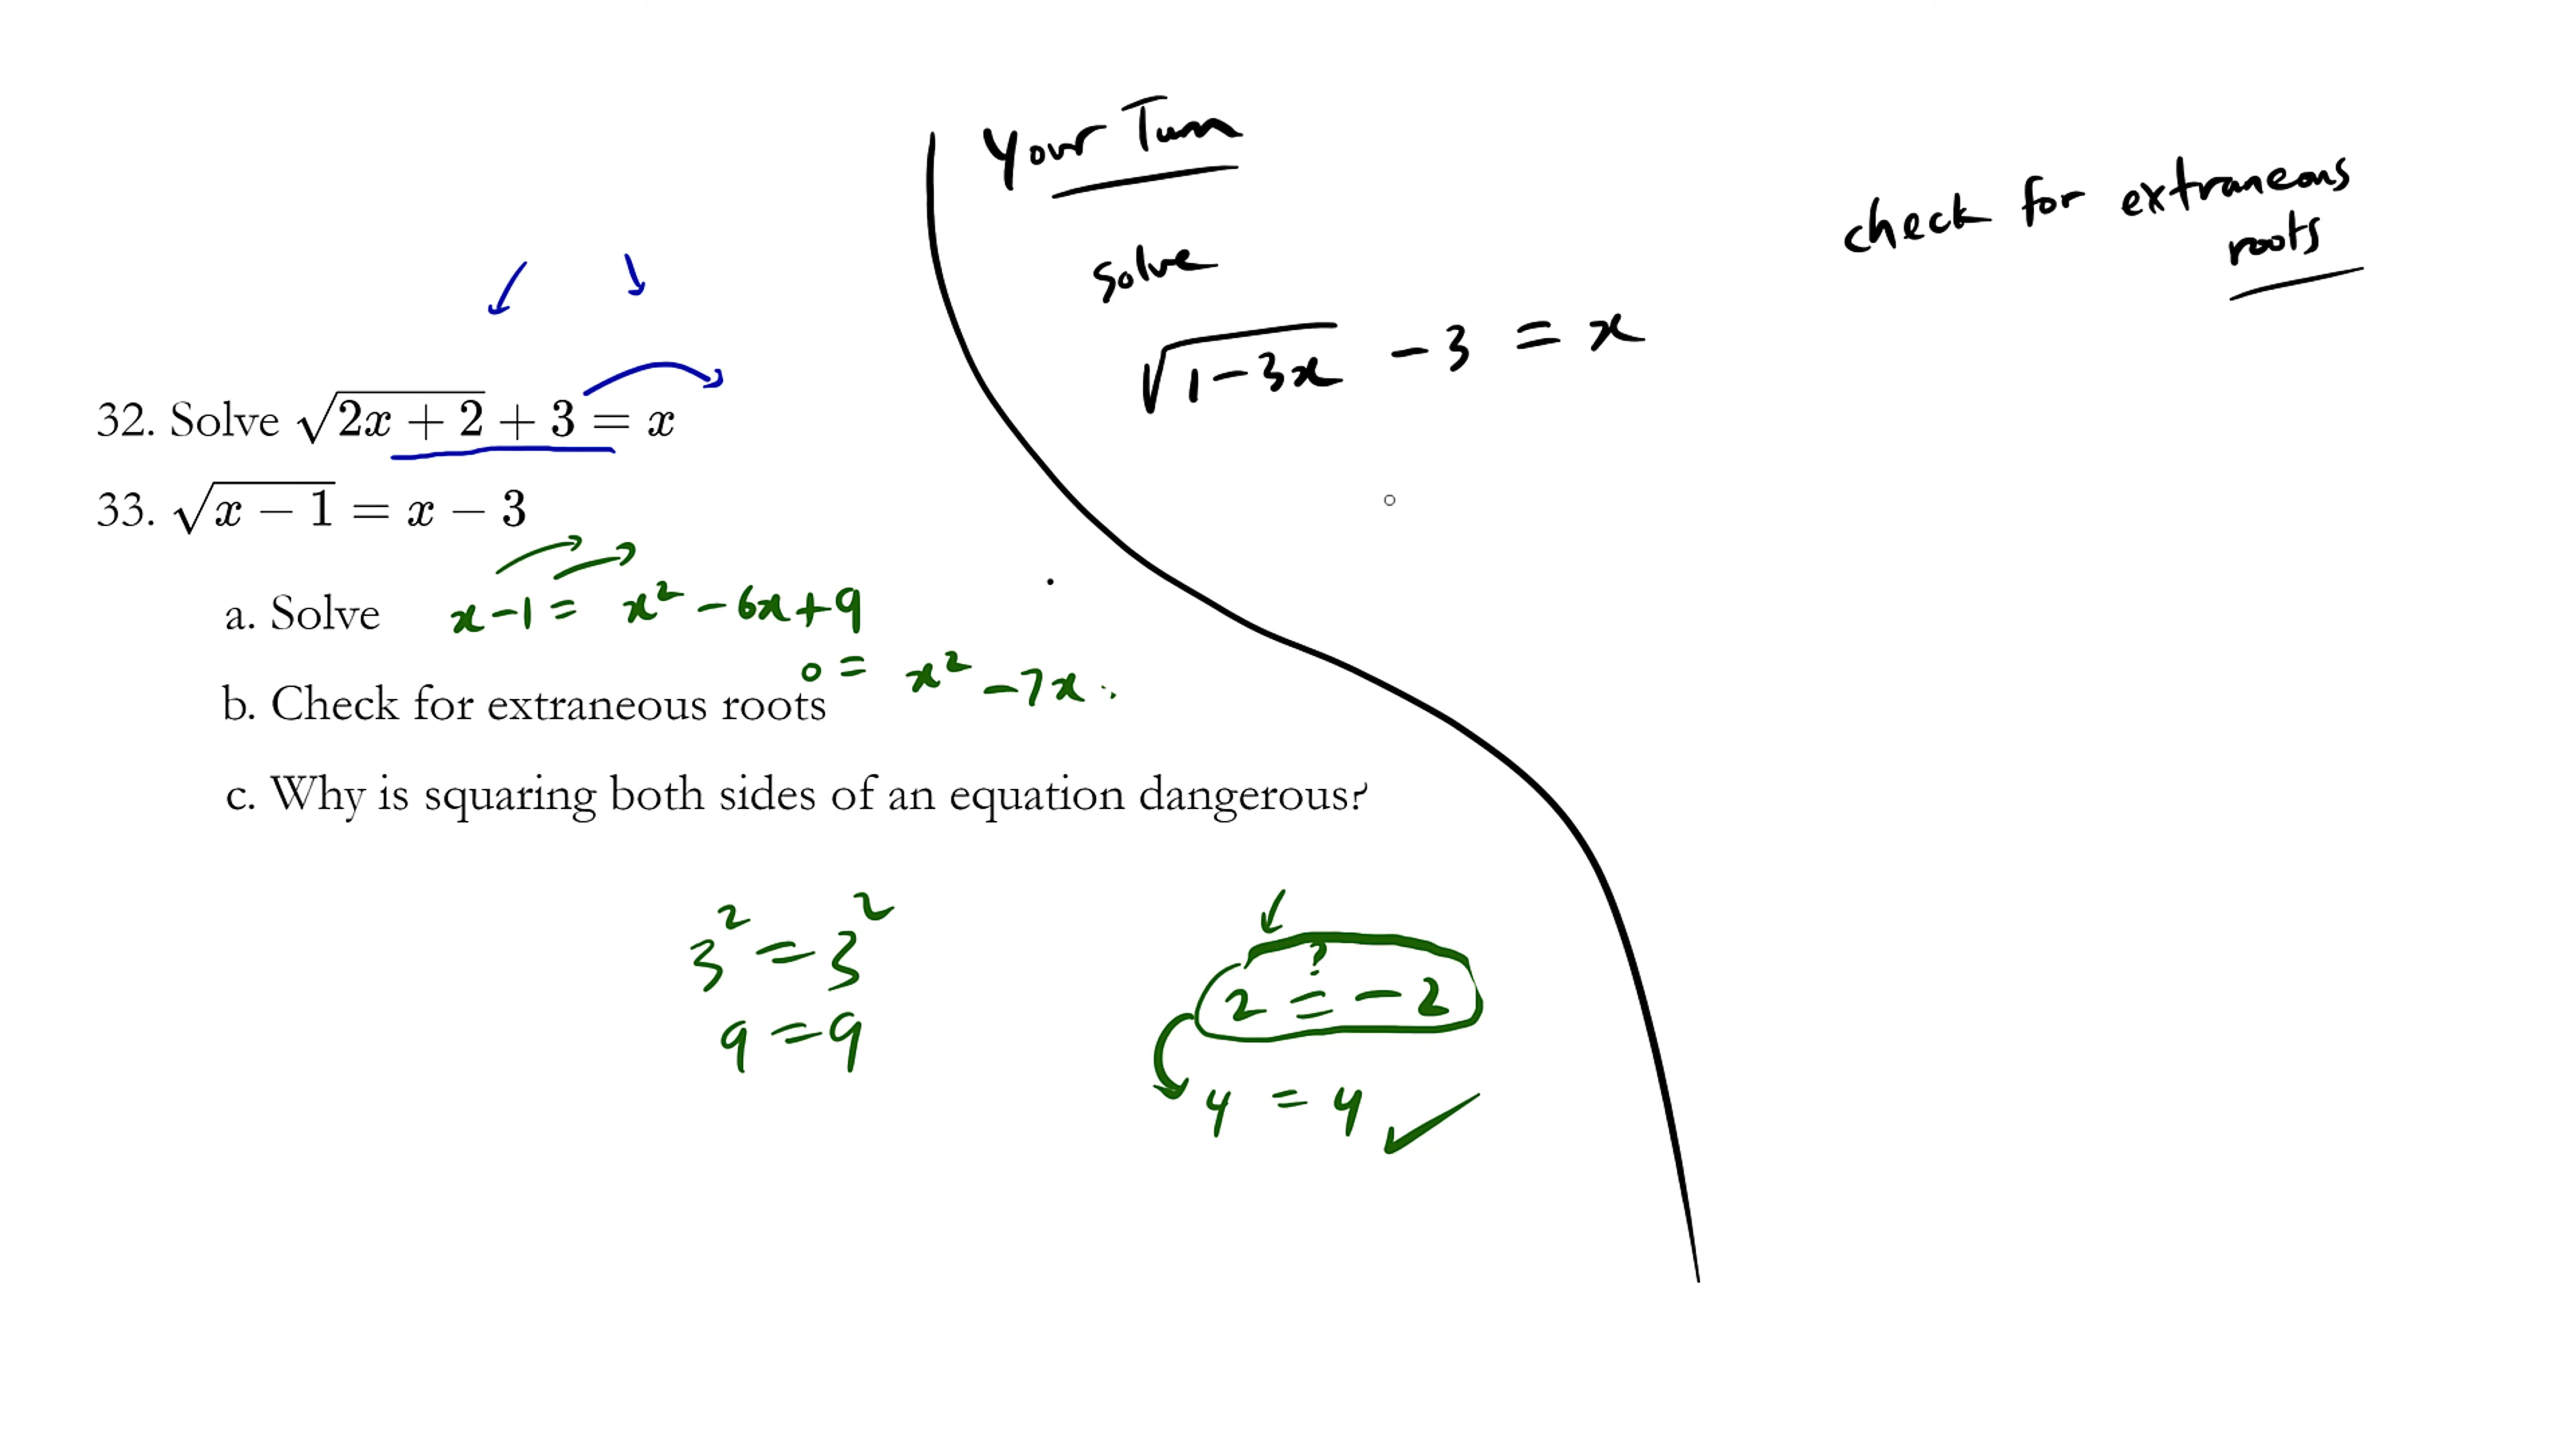 Your Turn
check for extraneous
roots
solve
√1-3x - 3 = x
32. Solve √2x + 2 + 3 = x
33. √x − 1 = x − 3
a. Solve x-1 = x² - 6x + 9
0 = x² - 7x
b. Check for extraneous roots
c. Why is squaring both sides of an equation dangerous?
3² = 3²
9 = 9
?
2 = -2
4 = 4 ✓